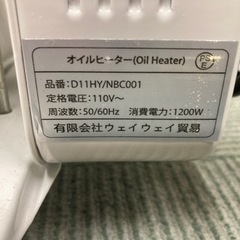 オイルヒーター(Oil Heater)
PS
E
品番:D11HY/NBC001
定格電圧:110V～
周波数:50/60Hz 消費電力:1200W
有限会社ウェイウェイ貿易